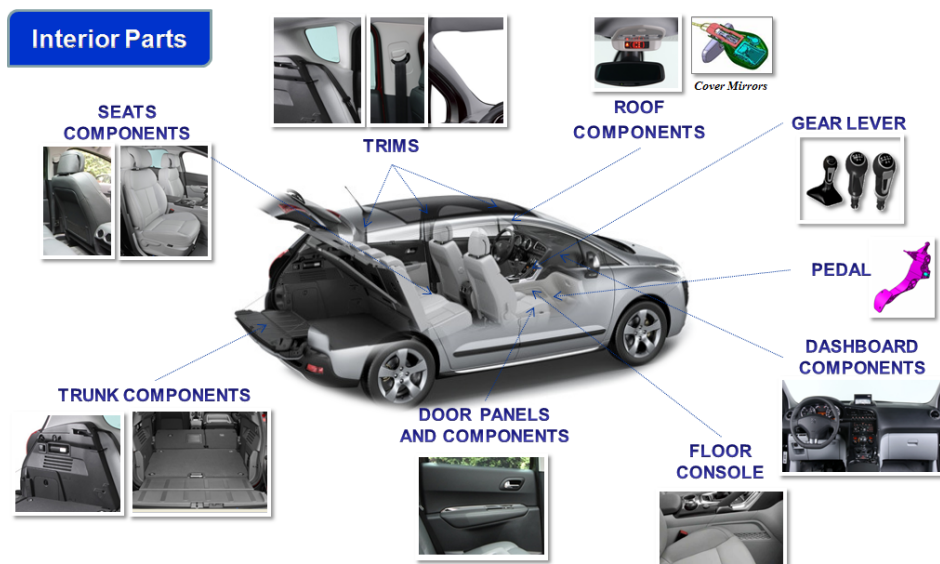 Interior Parts
Cover Mirrors
SEATS
COMPONENTS
TRIMS
ROOF
COMPONENTS
GEAR LEVER
PEDAL
DASHBOARD
COMPONENTS
TRUNK COMPONENTS
DOOR PANELS
AND COMPONENTS
FLOOR
CONSOLE